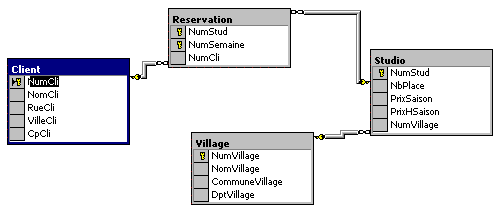 Reservation
NumStud
NumSemaine
NumCli
Client
NumCli
NomCli
RueCli
VilleCli
CpCli
Studio
NumStud
NbPlace
PrixSaison
PrixHSaison
NumVillage
Village
NumVillage
NomVillage
CommuneVillage
DptVillage